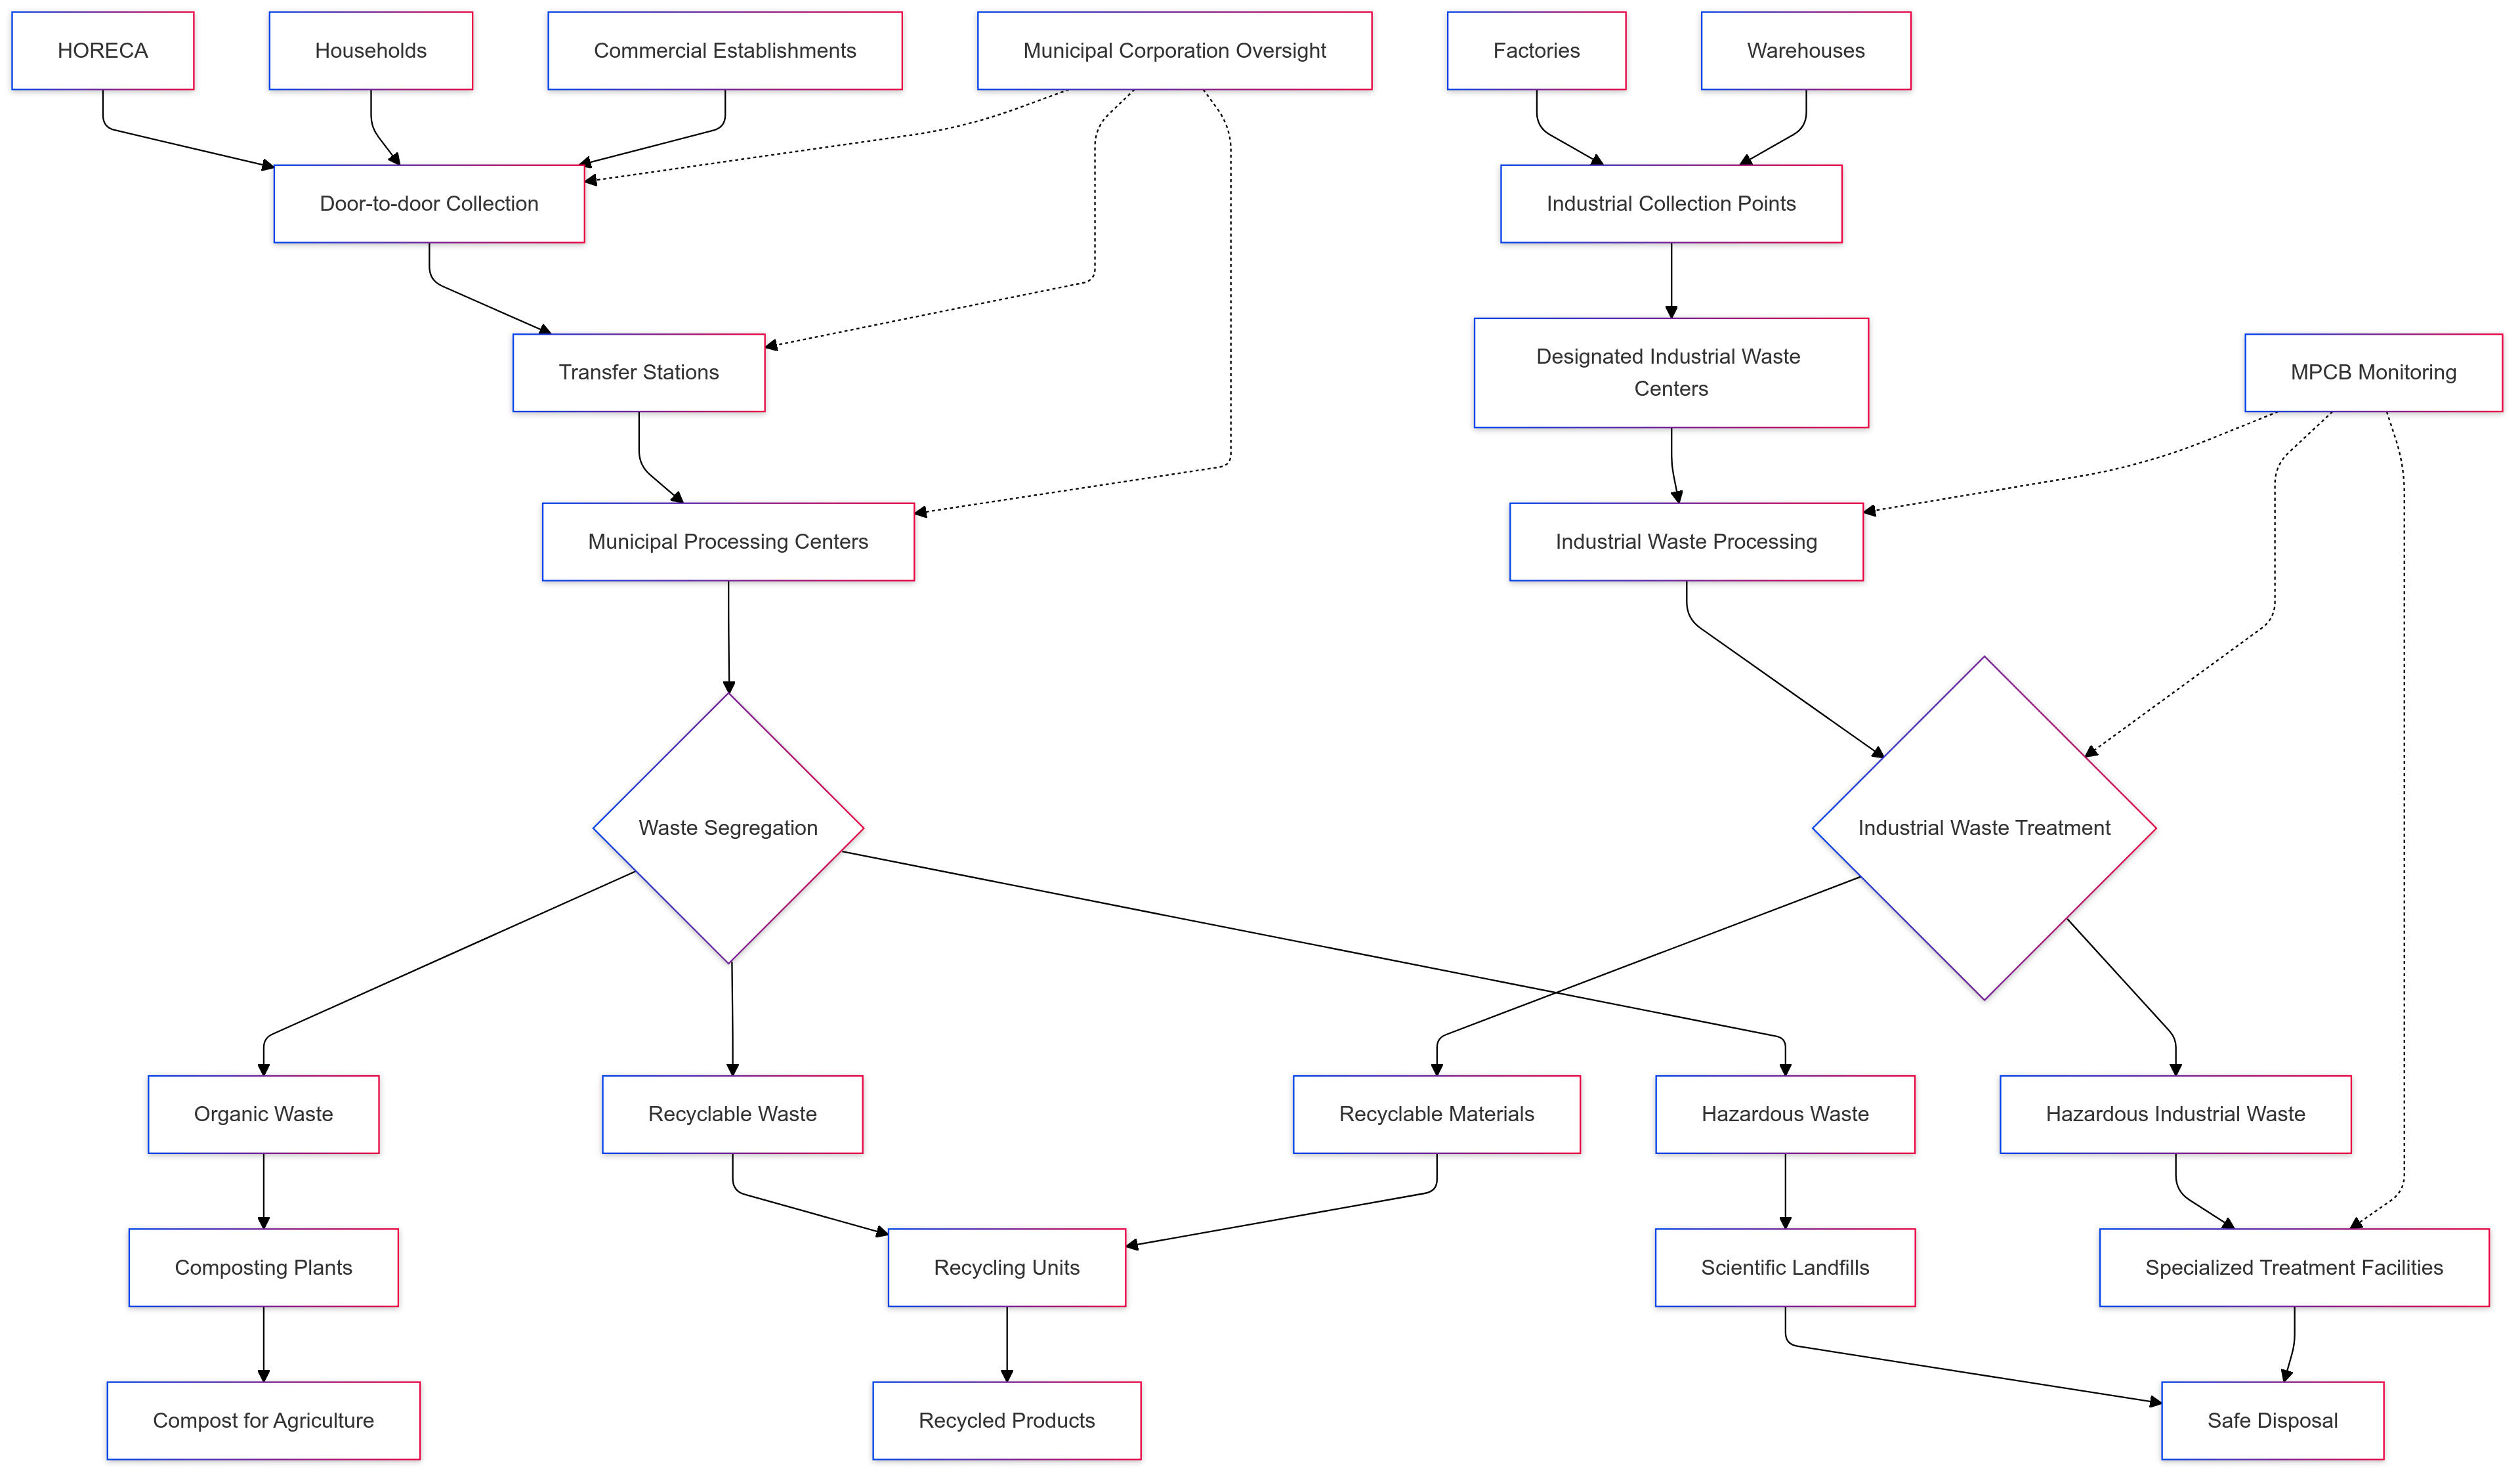 HORECA
Households
Commercial Establishments
Municipal Corporation Oversight
Factories
Warehouses
Door-to-door Collection
Industrial Collection Points
Transfer Stations
Designated Industrial Waste
Centers
MPCB Monitoring
Municipal Processing Centers
Industrial Waste Processing
Waste Segregation
Industrial Waste Treatment
Organic Waste
Recyclable Waste
Recyclable Materials
Hazardous Waste
Hazardous Industrial Waste
Composting Plants
Recycling Units
Scientific Landfills
Specialized Treatment Facilities
Compost for Agriculture
Recycled Products
Safe Disposal